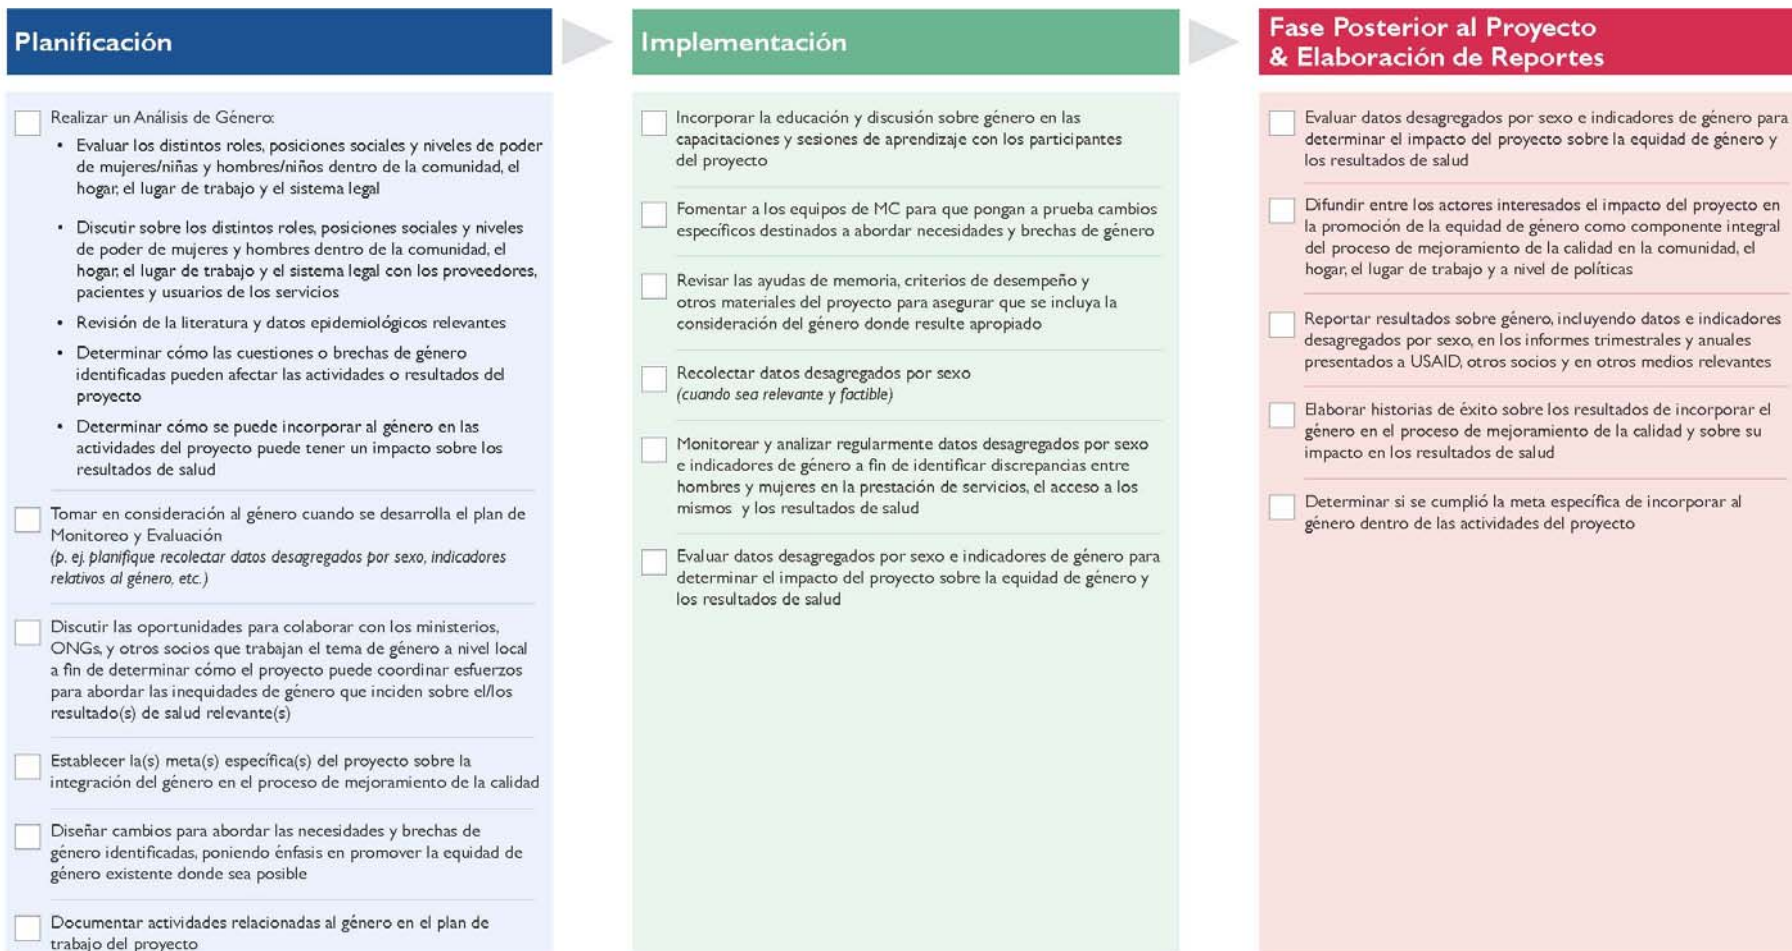 Planificación
Realizar un Análisis de Género:
• Evaluar los distintos roles, posiciones sociales y niveles de poder
de mujeres/niñas y hombres/niños dentro de la comunidad, el
hogar, el lugar de trabajo y el sistema legal
• Discutir sobre los distintos roles, posiciones sociales y niveles
de poder de mujeres y hombres dentro de la comunidad, el
hogar, el lugar de trabajo y el sistema legal con los proveedores,
pacientes y usuarios de los servicios
• Revisión de la literatura y datos epidemiológicos relevantes
• Determinar cómo las cuestiones o brechas de género
identificadas pueden afectar las actividades o resultados del
proyecto
• Determinar cómo se puede incorporar al género en las
actividades del proyecto puede tener un impacto sobre los
resultados de salud
Tomar en consideración al género cuando se desarrolla el plan de
Monitoreo y Evaluación
(p. ej. planifique recolectar datos desagregados por sexo, indicadores
relativos al género, etc.)
Discutir las oportunidades para colaborar con los ministerios,
ONGs, y otros socios que trabajan el tema de género a nivel local
a fin de determinar cómo el proyecto puede coordinar esfuerzos
para abordar las inequidades de género que inciden sobre el/los
resultado(s) de salud relevante(s)
Establecer la(s) meta(s) específica(s) del proyecto sobre la
integración del género en el proceso de mejoramiento de la calidad
Diseñar cambios para abordar las necesidades y brechas de
género identificadas, poniendo énfasis en promover la equidad de
género existente donde sea posible
Documentar actividades relacionadas al género en el plan de
trabajo del proyecto
Implementación
Incorporar la educación y discusión sobre género en las
capacitaciones y sesiones de aprendizaje con los participantes
del proyecto
Fomentar a los equipos de MC para que pongan a prueba cambios
específicos destinados a abordar necesidades y brechas de género
Revisar las ayudas de memoria, criterios de desempeño y
otros materiales del proyecto para asegurar que se incluya la
consideración del género donde resulte apropiado
Recolectar datos desagregados por sexo
(cuando sea relevante y factible)
Monitorear y analizar regularmente datos desagregados por sexo
e indicadores de género a fin de identificar discrepancias entre
hombres y mujeres en la prestación de servicios, el acceso a los
mismos y los resultados de salud
Evaluar datos desagregados por sexo e indicadores de género para
determinar el impacto del proyecto sobre la equidad de género y
los resultados de salud
Fase Posterior al Proyecto
& Elaboración de Reportes
Evaluar datos desagregados por sexo e indicadores de género para
determinar el impacto del proyecto sobre la equidad de género y
los resultados de salud
Difundir entre los actores interesados el impacto del proyecto en
la promoción de la equidad de género como componente integral
del proceso de mejoramiento de la calidad en la comunidad, el
hogar, el lugar de trabajo y a nivel de políticas
Reportar resultados sobre género, incluyendo datos e indicadores
desagregados por sexo, en los informes trimestrales y anuales
presentados a USAID, otros socios y en otros medios relevantes
Elaborar historias de éxito sobre los resultados de incorporar el
género en el proceso de mejoramiento de la calidad y sobre su
impacto en los resultados de salud
Determinar si se cumplió la meta específica de incorporar al
género dentro de las actividades del proyecto